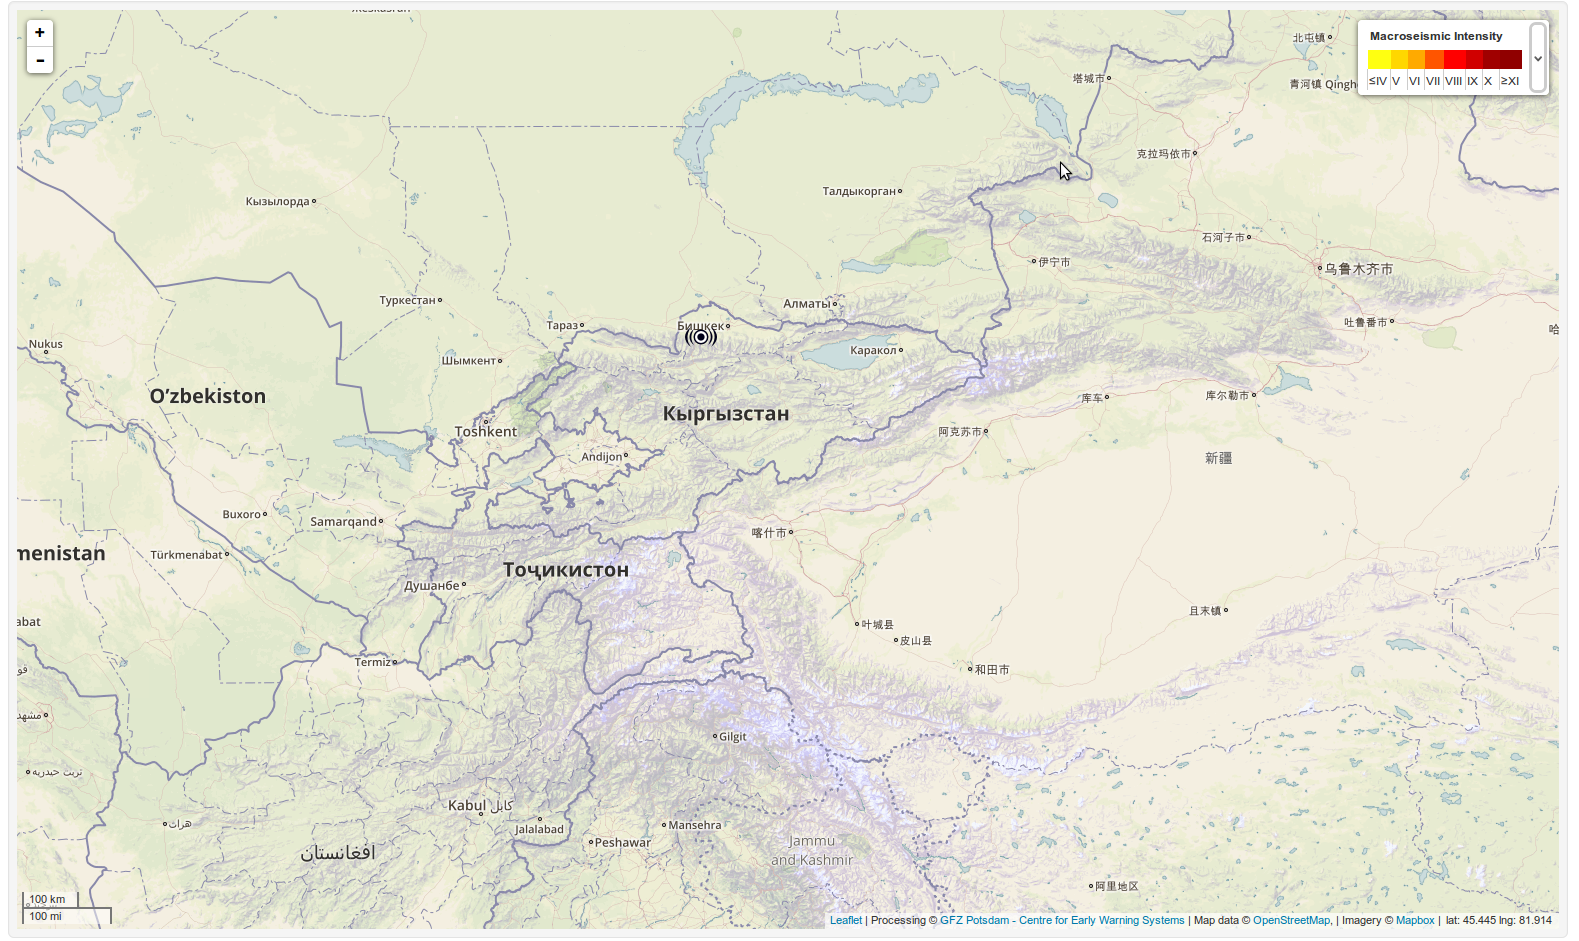 Жезказган
+
-
Macroseismic Intensity
≤IV V VI VII VIII IX X ≥XI
北屯镇
塔城市
青河镇 Qingh
克拉玛依市
Талдыкорган
Кызылорда
石河子市
伊宁市
乌鲁木齐市
Туркестан
Алматы
Тараз
Бишкек
吐鲁番市
哈
Nukus
Каракол
Шымкент
O‘zbekiston
库车
库尔勒市
Кыргызстан
Toshkent
阿克苏市
Andijon
新疆
Buxoro
Samarqand
喀什市
menistan
Türkmenabat
Тоҷикистон
Душанбе
且末镇
abat
叶城县
皮山县
Termiz
和田市
قو
مشهد
Gilgit
تربت حیدریه
Kabul کابل
هرات
Jalalabad
Mansehra
Peshawar
Jammu
and Kashmir
افغانستان
阿里地区
100 km
100 mi
Leaflet | Processing © GFZ Potsdam - Centre for Early Warning Systems | Map data © OpenStreetMap, | Imagery © Mapbox | lat: 45.445 lng: 81.914